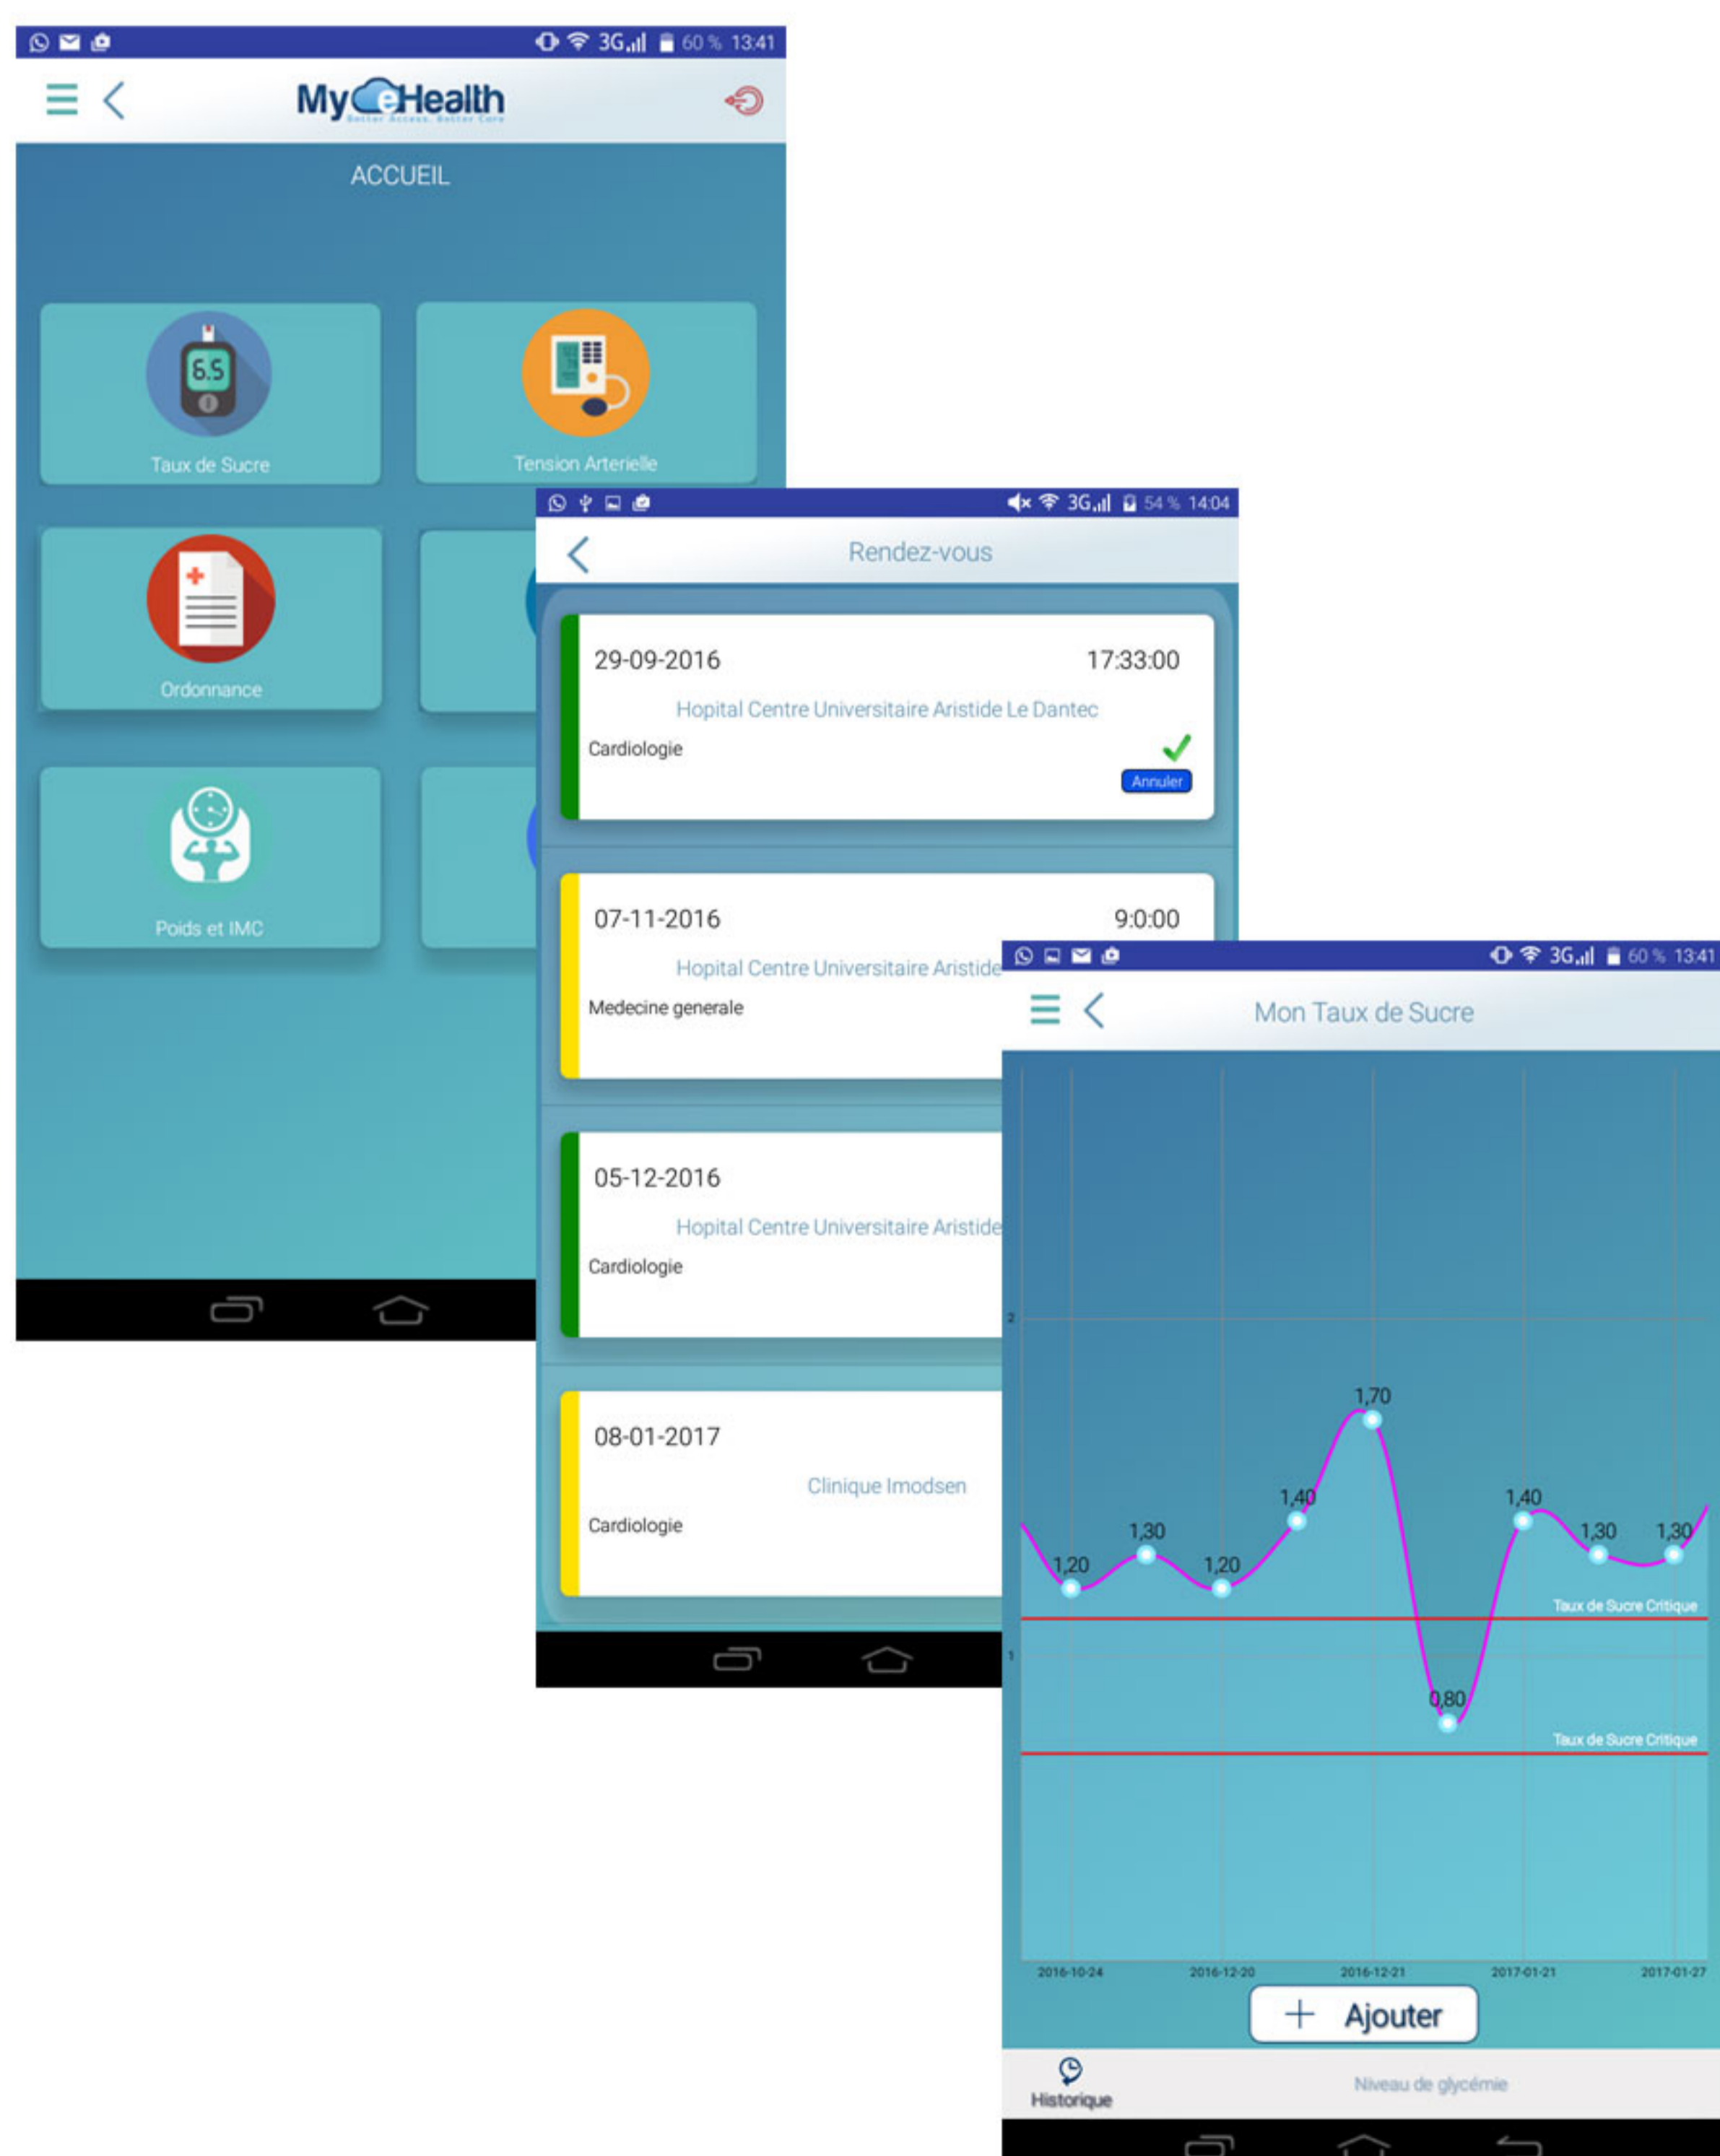 3G 60 % 13:41
MyeHealth
Better Access. Better Care
ACCUEIL
6.5
Taux de Sucre
Tension Arterielle
Ordonnance
Poids et IMC
3G 54 % 14:04
Rendez-vous
29-09-2016 17:33:00
Hopital Centre Universitaire Aristide Le Dantec
Cardiologie
Annuler
07-11-2016 9:0:00
Hopital Centre Universitaire Aristide
Medecine generale
05-12-2016
Hopital Centre Universitaire Aristide
Cardiologie
08-01-2017
Clinique Imodsen
Cardiologie
3G 60 % 13:41
Mon Taux de Sucre
2
1,70
1,40 1,40
1,30 1,30 1,30
1,20 1,20
Taux de Sucre Critique
1
0,80
Taux de Sucre Critique
2016-10-24 2016-12-20 2016-12-21 2017-01-21 2017-01-27
+ Ajouter
Historique
Niveau de glycémie